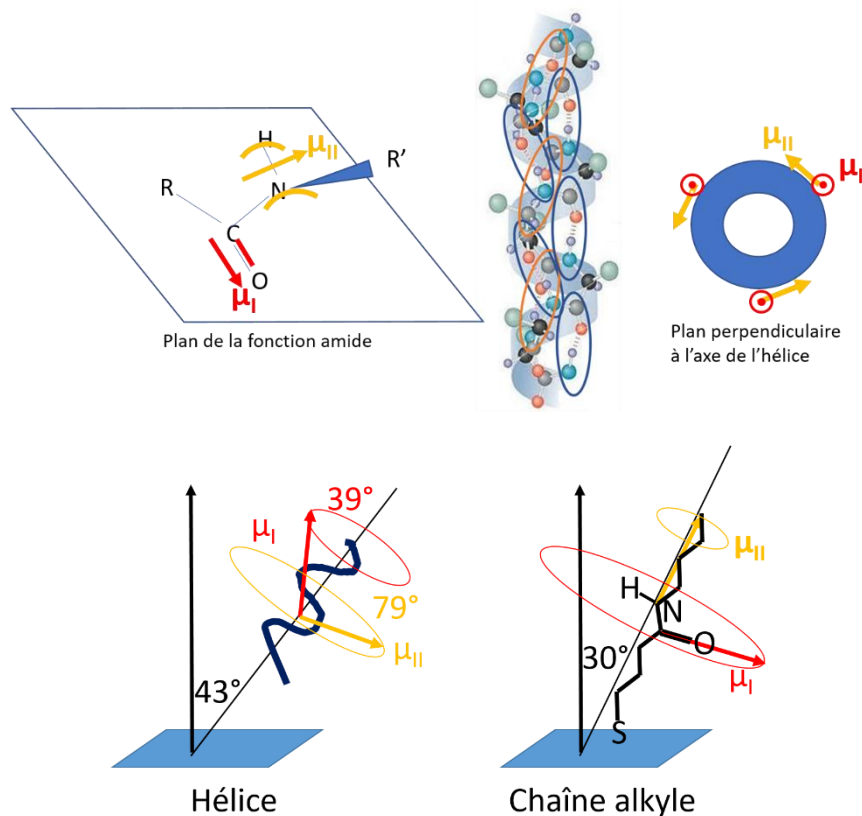 H
μII
R'
R
N
C
O
μI
Plan de la fonction amide
μII
μI
Plan perpendiculaire
à l'axe de l'hélice
39°
μI
79°
μII
43°
Hélice
μII
H
N
O
30°
μI
S
Chaîne alkyle